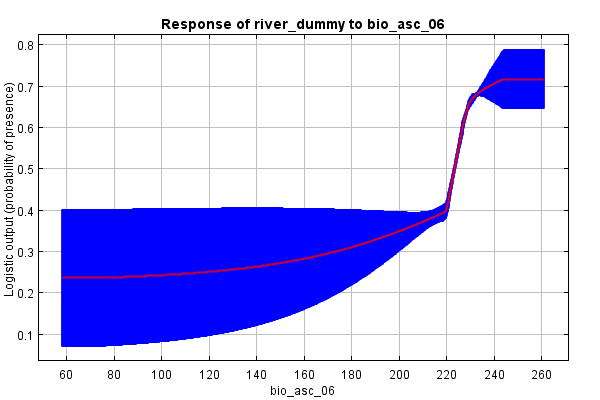 Response of river_dummy to bio_asc_06
Logistic output (probability of presence)
0.8
0.7
0.6
0.5
0.4
0.3
0.2
0.1
60 80 100 120 140 160 180 200 220 240 260
bio_asc_06